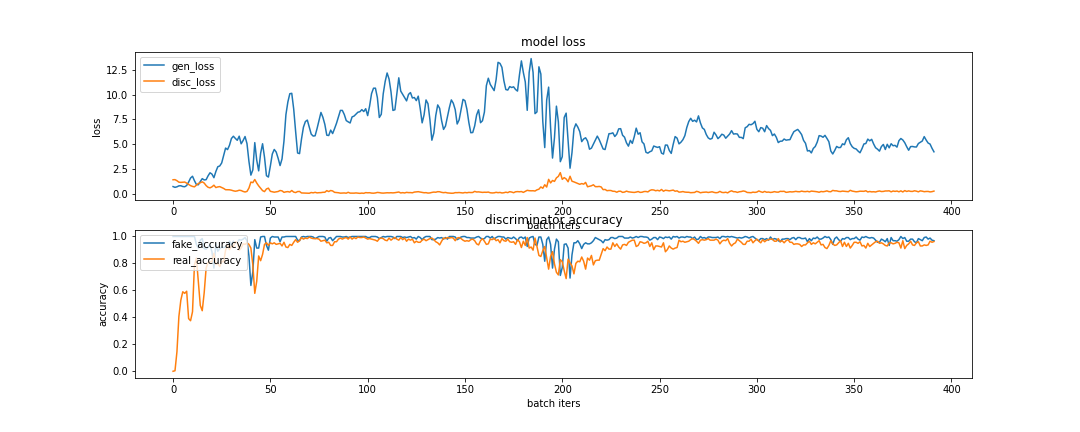 model loss
gen_loss
disc_loss
loss
12.5
10.0
7.5
5.0
2.5
0.0
0 50 100 150 200 250 300 350 400
batch iters
discriminator accuracy
fake_accuracy
real_accuracy
accuracy
1.0
0.8
0.6
0.4
0.2
0.0
0 50 100 150 200 250 300 350 400
batch iters